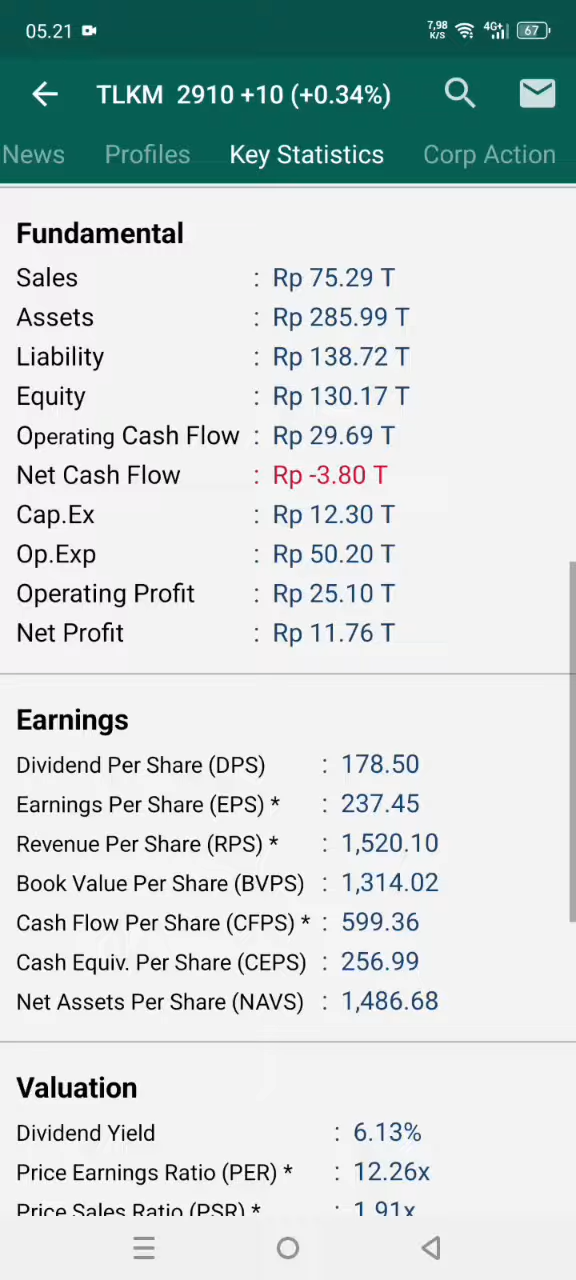 05.21 7,98 K/S 4G+ 67
TLKM 2910 +10 (+0.34%)
News Profiles Key Statistics Corp Action
Fundamental
Sales : Rp 75.29 T
Assets : Rp 285.99 T
Liability : Rp 138.72 T
Equity : Rp 130.17 T
Operating Cash Flow : Rp 29.69 T
Net Cash Flow : Rp -3.80 T
Cap.Ex : Rp 12.30 T
Op.Exp : Rp 50.20 T
Operating Profit : Rp 25.10 T
Net Profit : Rp 11.76 T
Earnings
Dividend Per Share (DPS) : 178.50
Earnings Per Share (EPS) * : 237.45
Revenue Per Share (RPS) * : 1,520.10
Book Value Per Share (BVPS) : 1,314.02
Cash Flow Per Share (CFPS) * : 599.36
Cash Equiv. Per Share (CEPS) : 256.99
Net Assets Per Share (NAVS) : 1,486.68
Valuation
Dividend Yield : 6.13%
Price Earnings Ratio (PER) * : 12.26x
Price Sales Ratio (PSR) * : 1.91x